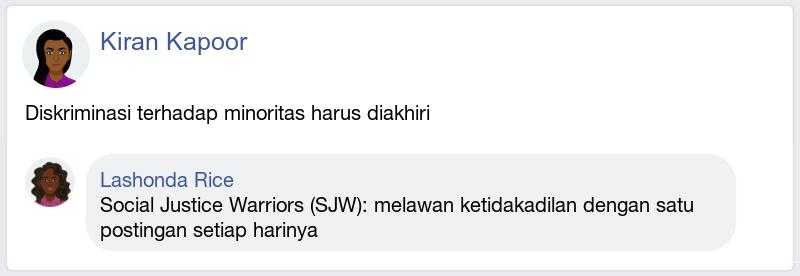 Kiran Kapoor
Diskriminasi terhadap minoritas harus diakhiri
Lashonda Rice
Social Justice Warriors (SJW): melawan ketidakadilan dengan satu
postingan setiap harinya